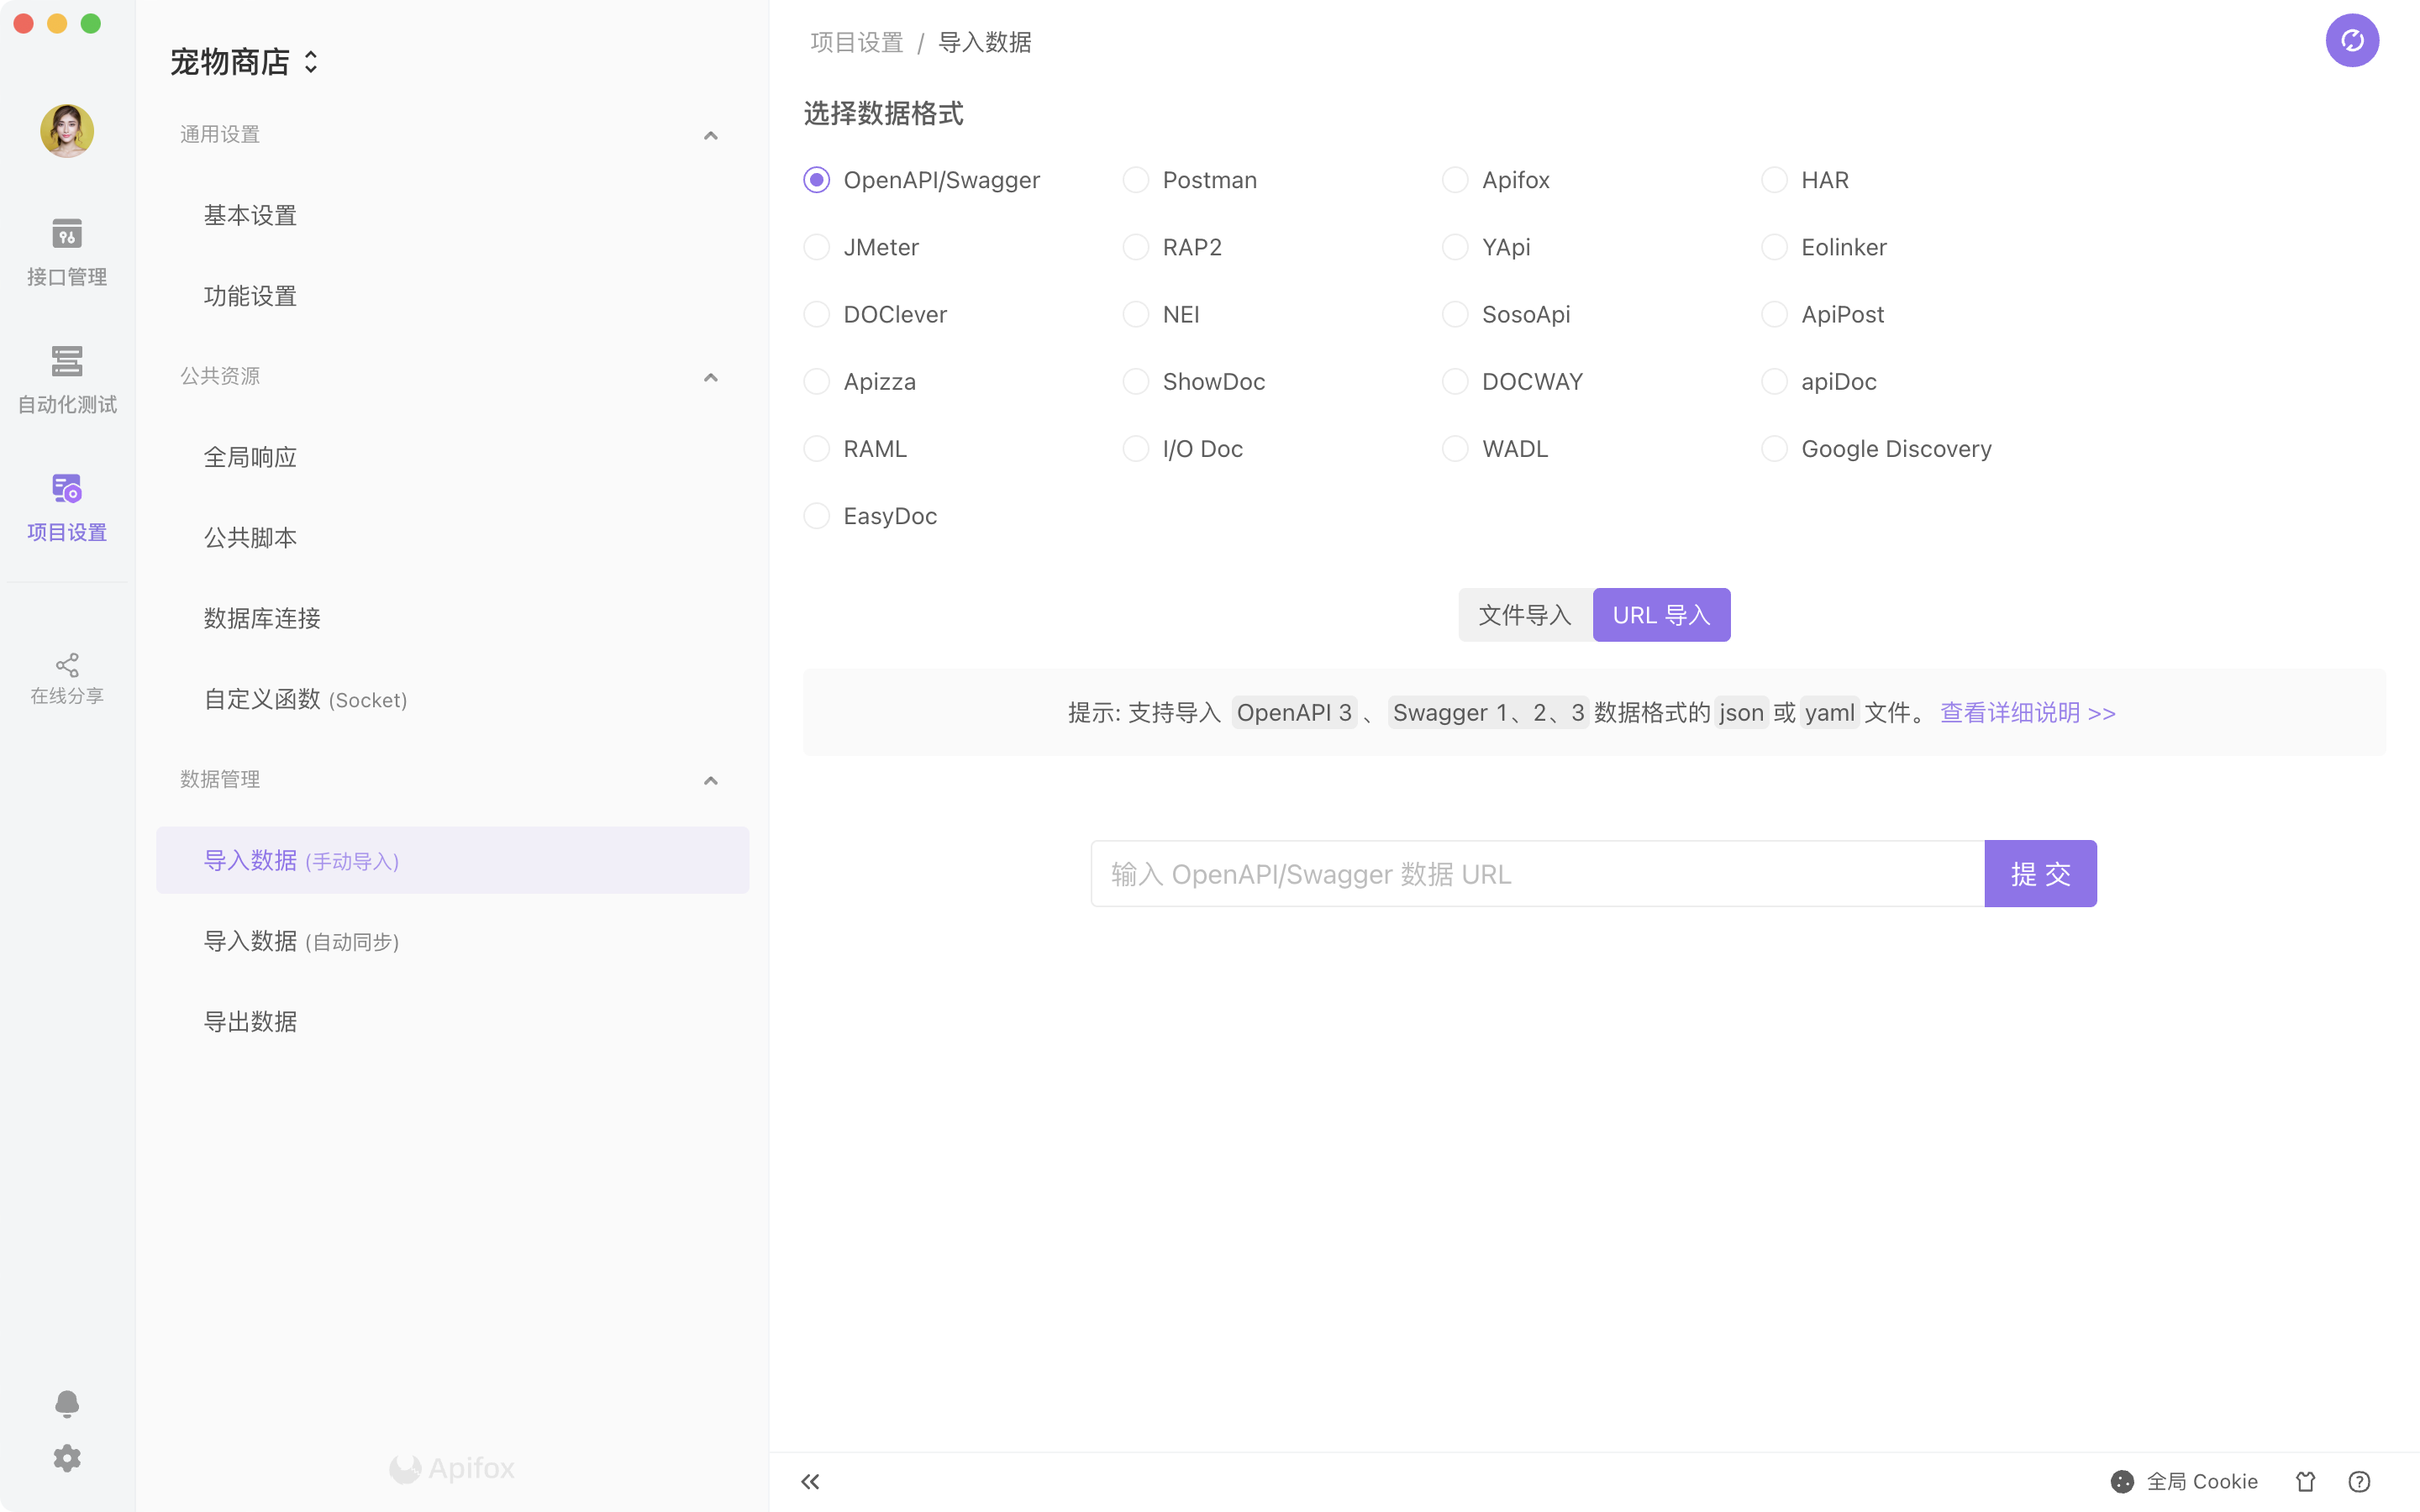 宠物商店
接口管理
自动化测试
项目设置
在线分享
通用设置
基本设置
功能设置
公共资源
全局响应
公共脚本
数据库连接
自定义函数 (Socket)
数据管理
导入数据 (手动导入)
导入数据 (自动同步)
导出数据
Apifox
项目设置 / 导入数据
选择数据格式
OpenAPI/Swagger Postman Apifox HAR
JMeter RAP2 YApi Eolinker
DOClever NEI SosoApi ApiPost
Apizza ShowDoc DOCWAY apiDoc
RAML I/O Doc WADL Google Discovery
EasyDoc
文件导入 URL 导入
提示: 支持导入 OpenAPI 3 、 Swagger 1、2、3 数据格式的 json 或 yaml 文件。 查看详细说明 >>
输入 OpenAPI/Swagger 数据 URL 提 交
全局 Cookie